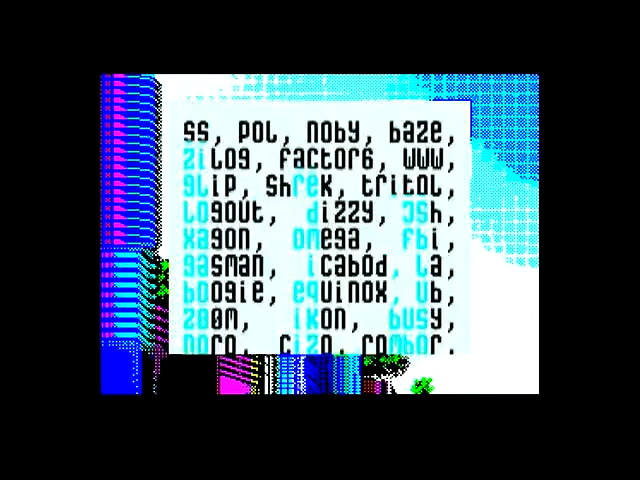 ss, pol, noby, baze,
zilog, factor6, www,
glip, shrek, tritol,
logout, dizzy, jsh,
xagon, omega, fbi,
gasman, icabod, la,
boogie, equinox, ub,
z00m, ikon, busy,